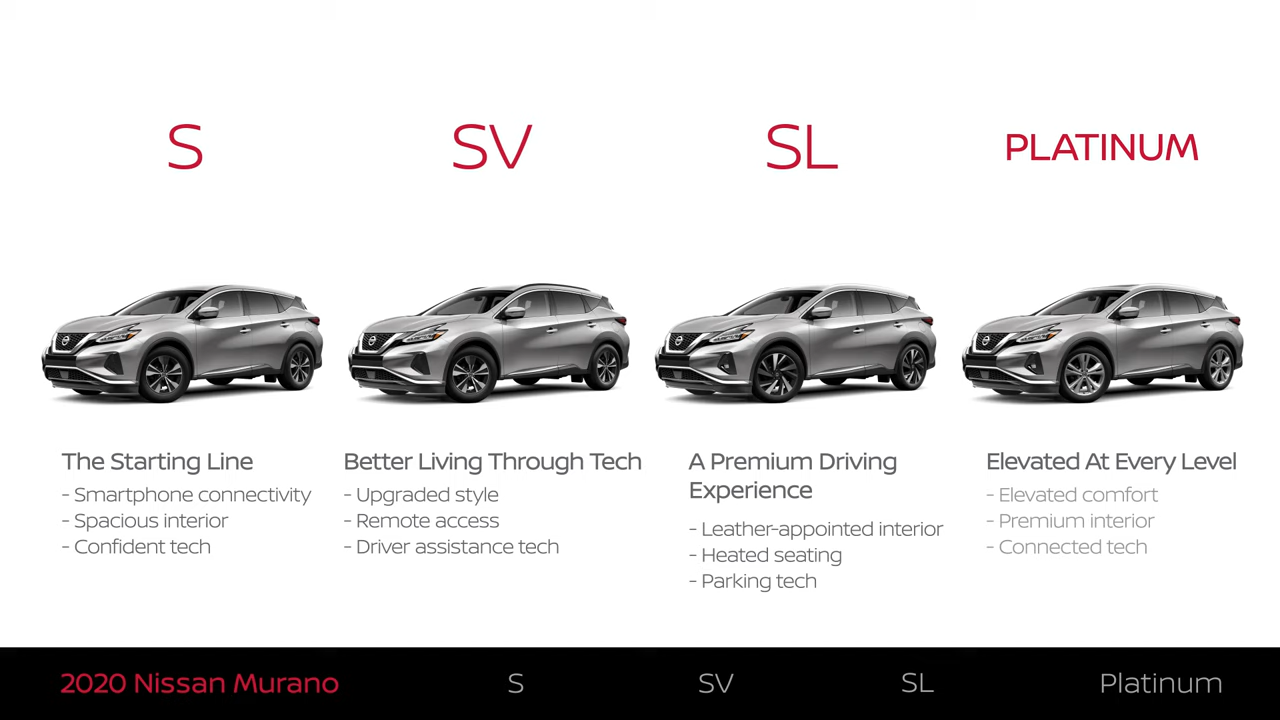 S
SV
SL
PLATINUM
The Starting Line
- Smartphone connectivity
- Spacious interior
- Confident tech
Better Living Through Tech
- Upgraded style
- Remote access
- Driver assistance tech
A Premium Driving
Experience
- Leather-appointed interior
- Heated seating
- Parking tech
Elevated At Every Level
- Elevated comfort
- Premium interior
- Connected tech
2020 Nissan Murano
S
SV
SL
Platinum